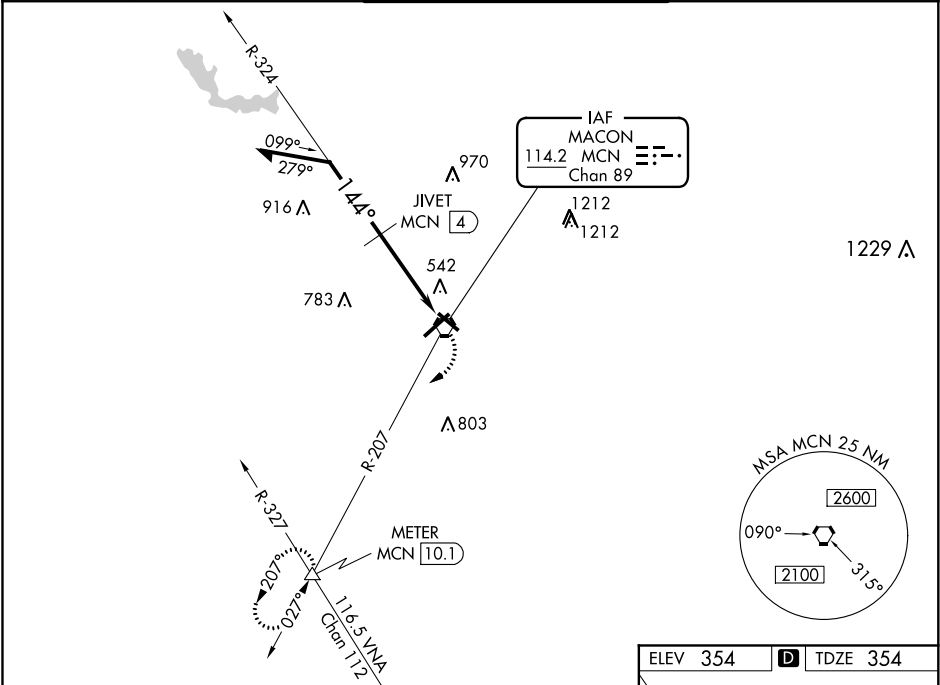 R-324
099°
279°
144°
970
916
JIVET
MCN 4
IAF
MACON
114.2 MCN
Chan 89
1212
1212
1229
542
783
803
R-207
R-327
METER
MCN 10.1
207°
027°
116.5 VNA
Chan 112
MSA MCN 25 NM
2600
090°
2100
315°
ELEV 354 D TDZE 354